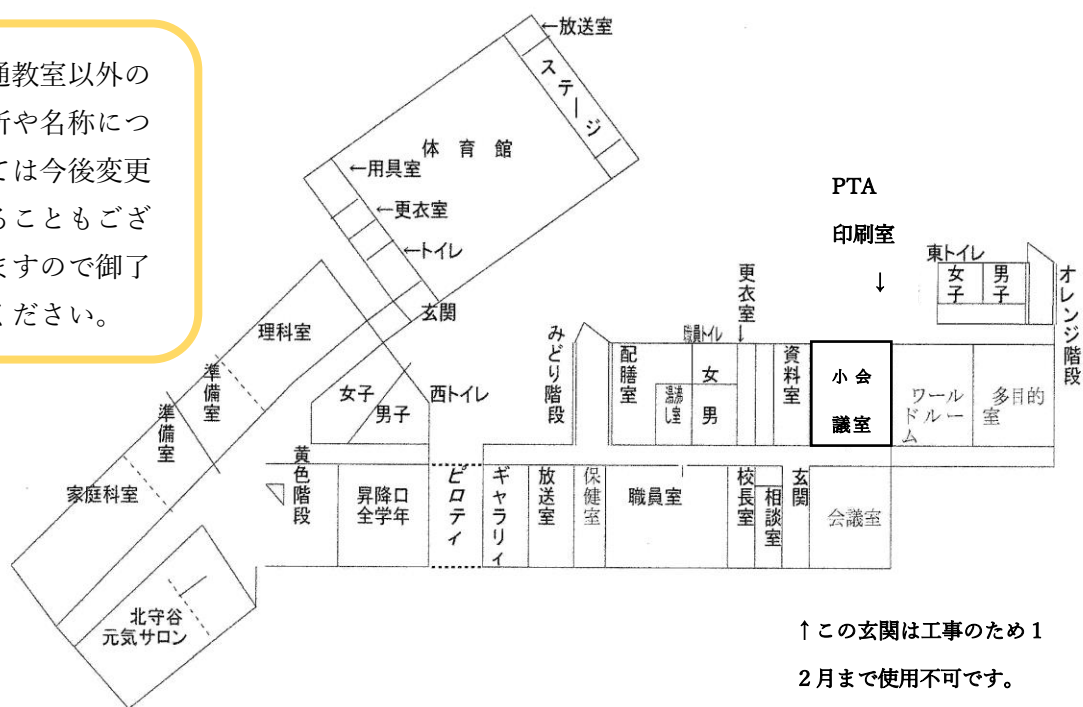 通教室以外の
所や名称につ
ては今後変更
ることもござ
ますので御了
ください。
←放送室
ステージ
体育館
←用具室
←更衣室
←トイレ
玄関
PTA
印刷室
↓
東トイレ
女子
男子
オレンジ階段
更衣室
↓
理科室
準備室
準備室
家庭科室
女子
男子
西トイレ
みどり階段
配膳室
職員トイレ
湯沸し室
女
男
資料室
小会
議室
ワール
ドルー
ム
多目的
室
黄色階段
昇降口
全学年
ピロティ
ギャラリィ
放送室
保健室
職員室
校長室
相談室
玄関
会議室
北守谷
元気サロン
↑この玄関は工事のため1
2月まで使用不可です。